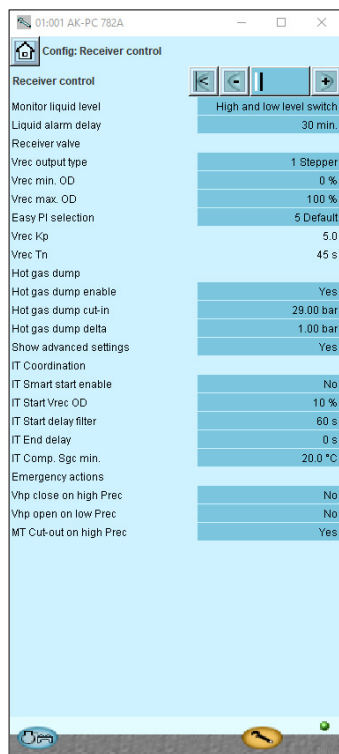 01:001 AK-PC 782A
Config: Receiver control
Receiver control
Monitor liquid level High and low level switch
Liquid alarm delay 30 min.
Receiver valve
Vrec output type 1 Stepper
Vrec min. OD 0 %
Vrec max. OD 100 %
Easy PI selection 5 Default
Vrec Kp 5.0
Vrec Tn 45 s
Hot gas dump
Hot gas dump enable Yes
Hot gas dump cut-in 29.00 bar
Hot gas dump delta 1.00 bar
Show advanced settings Yes
IT Coordination
IT Smart start enable No
IT Start Vrec OD 10 %
IT Start delay filter 60 s
IT End delay 0 s
IT Comp. Sgc min. 20.0 °C
Emergency actions
Vhp close on high Prec No
Vhp open on low Prec No
MT Cut-out on high Prec Yes